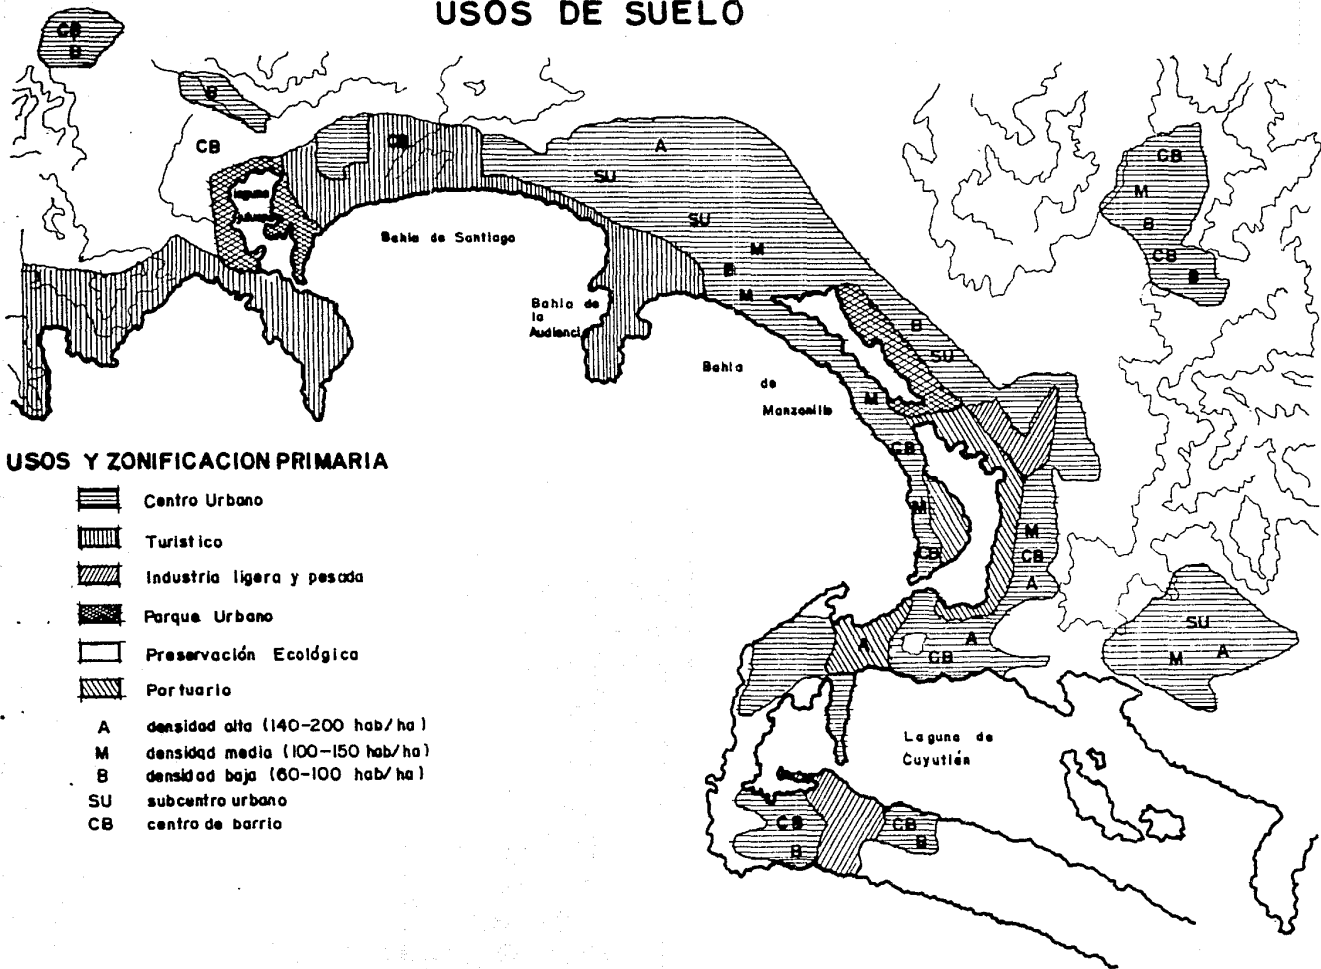 USOS DE SUELO
CB
B
B
CB
CB
A
SU
SU
M
B
M
Bahia de Santiago
Bahia de
la
Audienci
Bahia
de
Manzanillo
B
SU
M
CB
M
CB
M
CB
A
CB
M
B
CB
B
SU
M
A
A
A
CB
Laguna de
Cuyutlán
CB
B
CB
B
USOS Y ZONIFICACION PRIMARIA
Centro Urbano
Turistico
Industria ligera y pesada
Parque Urbano
Preservación Ecológica
Portuario
A densidad alta (140-200 hab/ha)
M densidad media (100-150 hab/ha)
B densidad baja (60-100 hab/ha)
SU subcentro urbano
CB centro de barrio